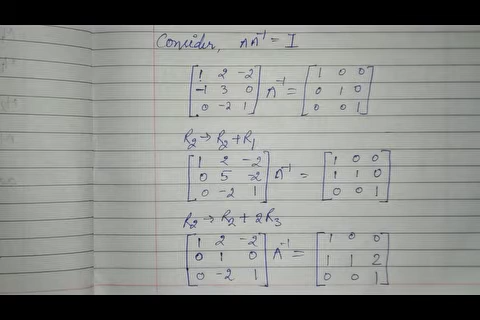 Consider, AA⁻¹ = I
[1 2 -2; -1 3 0; 0 -2 1] A⁻¹ = [1 0 0; 0 1 0; 0 0 1]
R₂ → R₂ + R₁
[1 2 -2; 0 5 -2; 0 -2 1] A⁻¹ = [1 0 0; 1 1 0; 0 0 1]
R₂ → R₂ + 2R₃
[1 2 -2; 0 1 0; 0 -2 1] A⁻¹ = [1 0 0; 1 1 2; 0 0 1]